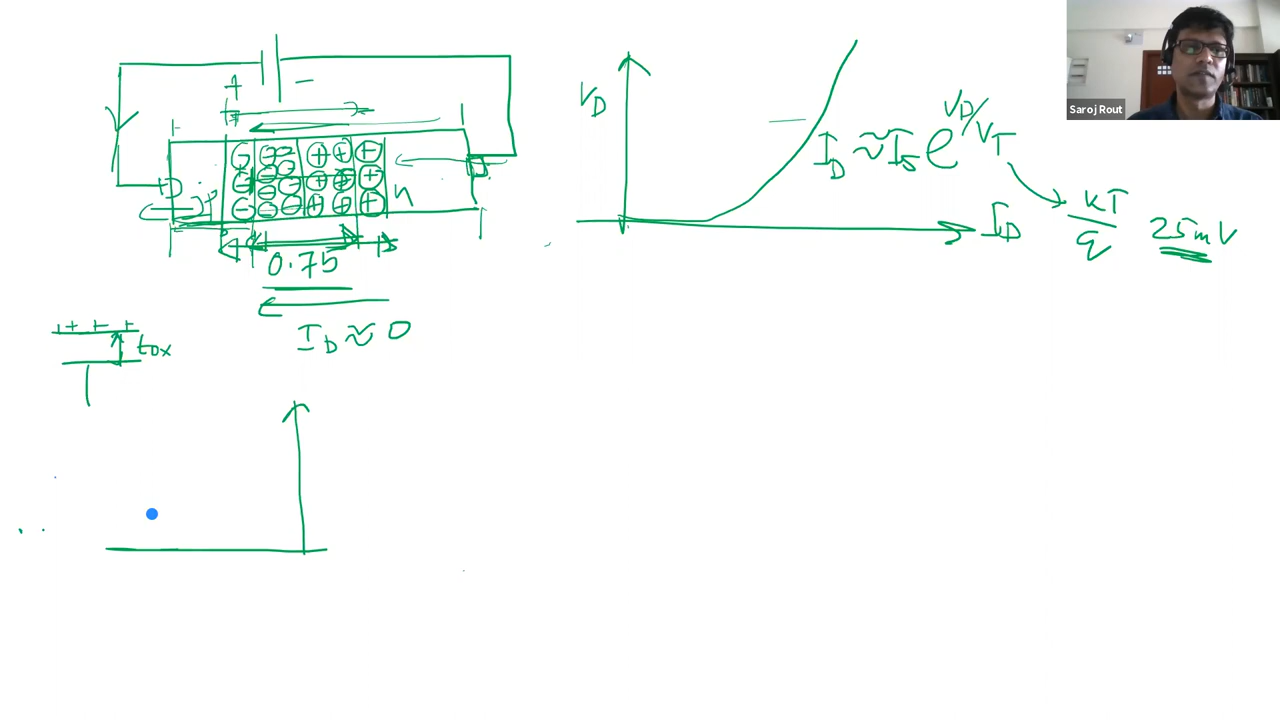 + −
p n
0.75
I_D ≈ 0
t_ox
V_D
I_D ≈ I_S e^{V_D/V_T}
kT/q 25mV
I_D
Saroj Rout